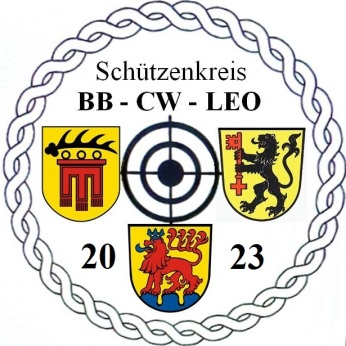 Schützenkreis
BB - CW - LEO
20 23